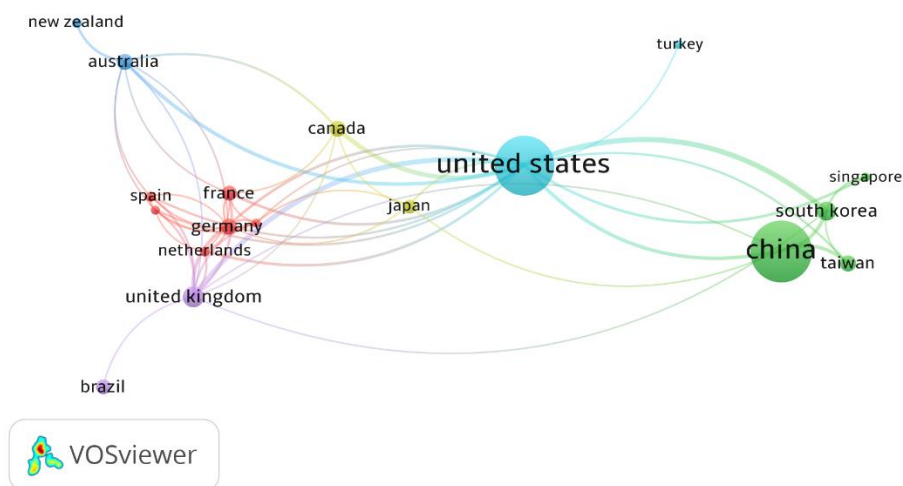 new zealand
australia
turkey
canada
united states
singapore
spain
france
japan
south korea
germany
netherlands
china
taiwan
united kingdom
brazil
VOSviewer